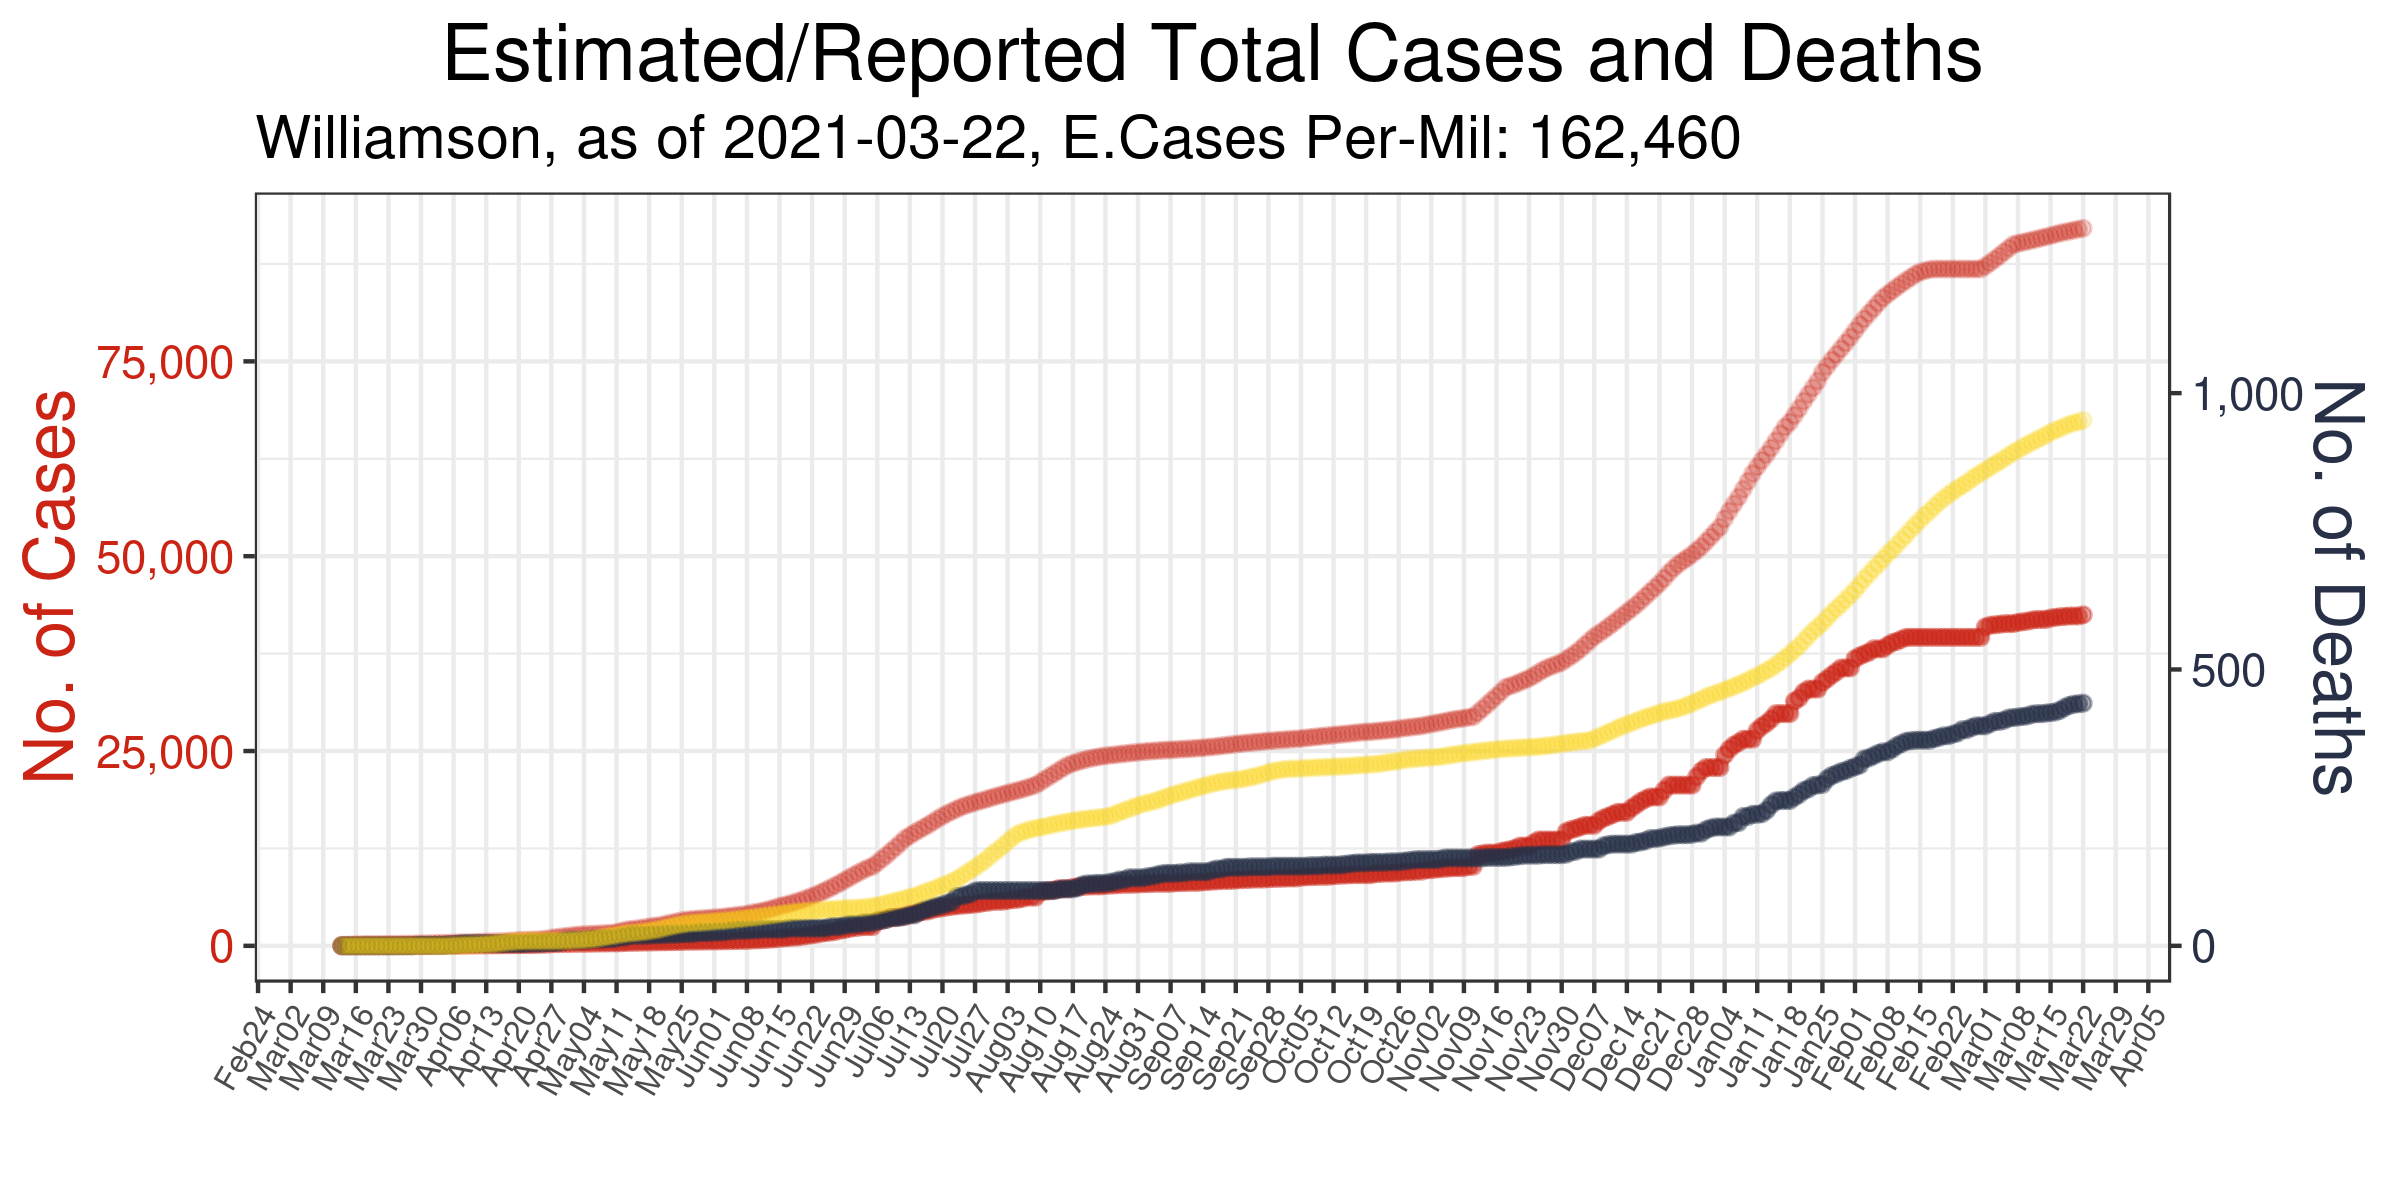 Estimated/Reported Total Cases and Deaths
Williamson, as of 2021-03-22, E.Cases Per-Mil: 162,460
No. of Cases
75,000
50,000
25,000
0
No. of Deaths
1,000
500
0
Feb24
Mar02
Mar09
Mar16
Mar23
Mar30
Apr06
Apr13
Apr20
Apr27
May04
May11
May18
May25
Jun01
Jun08
Jun15
Jun22
Jun29
Jul06
Jul13
Jul20
Jul27
Aug03
Aug10
Aug17
Aug24
Aug31
Sep07
Sep14
Sep21
Sep28
Oct05
Oct12
Oct19
Oct26
Nov02
Nov09
Nov16
Nov23
Nov30
Dec07
Dec14
Dec21
Dec28
Jan04
Jan11
Jan18
Jan25
Feb01
Feb08
Feb15
Feb22
Mar01
Mar08
Mar15
Mar22
Mar29
Apr05